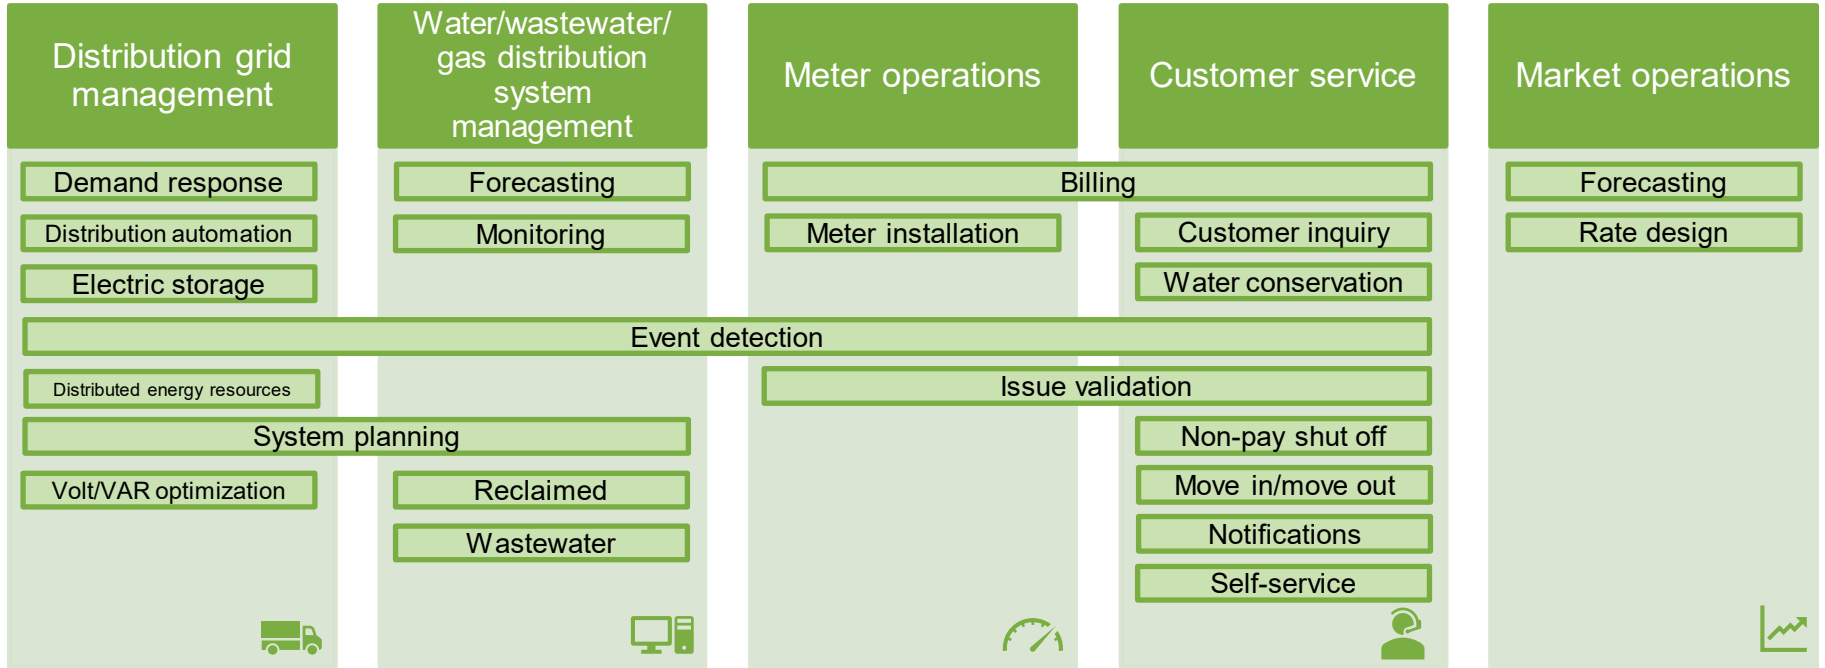 Distribution grid
management
Water/wastewater/
gas distribution
system
management
Meter operations
Customer service
Market operations
Demand response
Forecasting
Billing
Forecasting
Distribution automation
Monitoring
Meter installation
Customer inquiry
Rate design
Electric storage
Water conservation
Event detection
Distributed energy resources
Issue validation
System planning
Non-pay shut off
Volt/VAR optimization
Reclaimed
Move in/move out
Wastewater
Notifications
Self-service